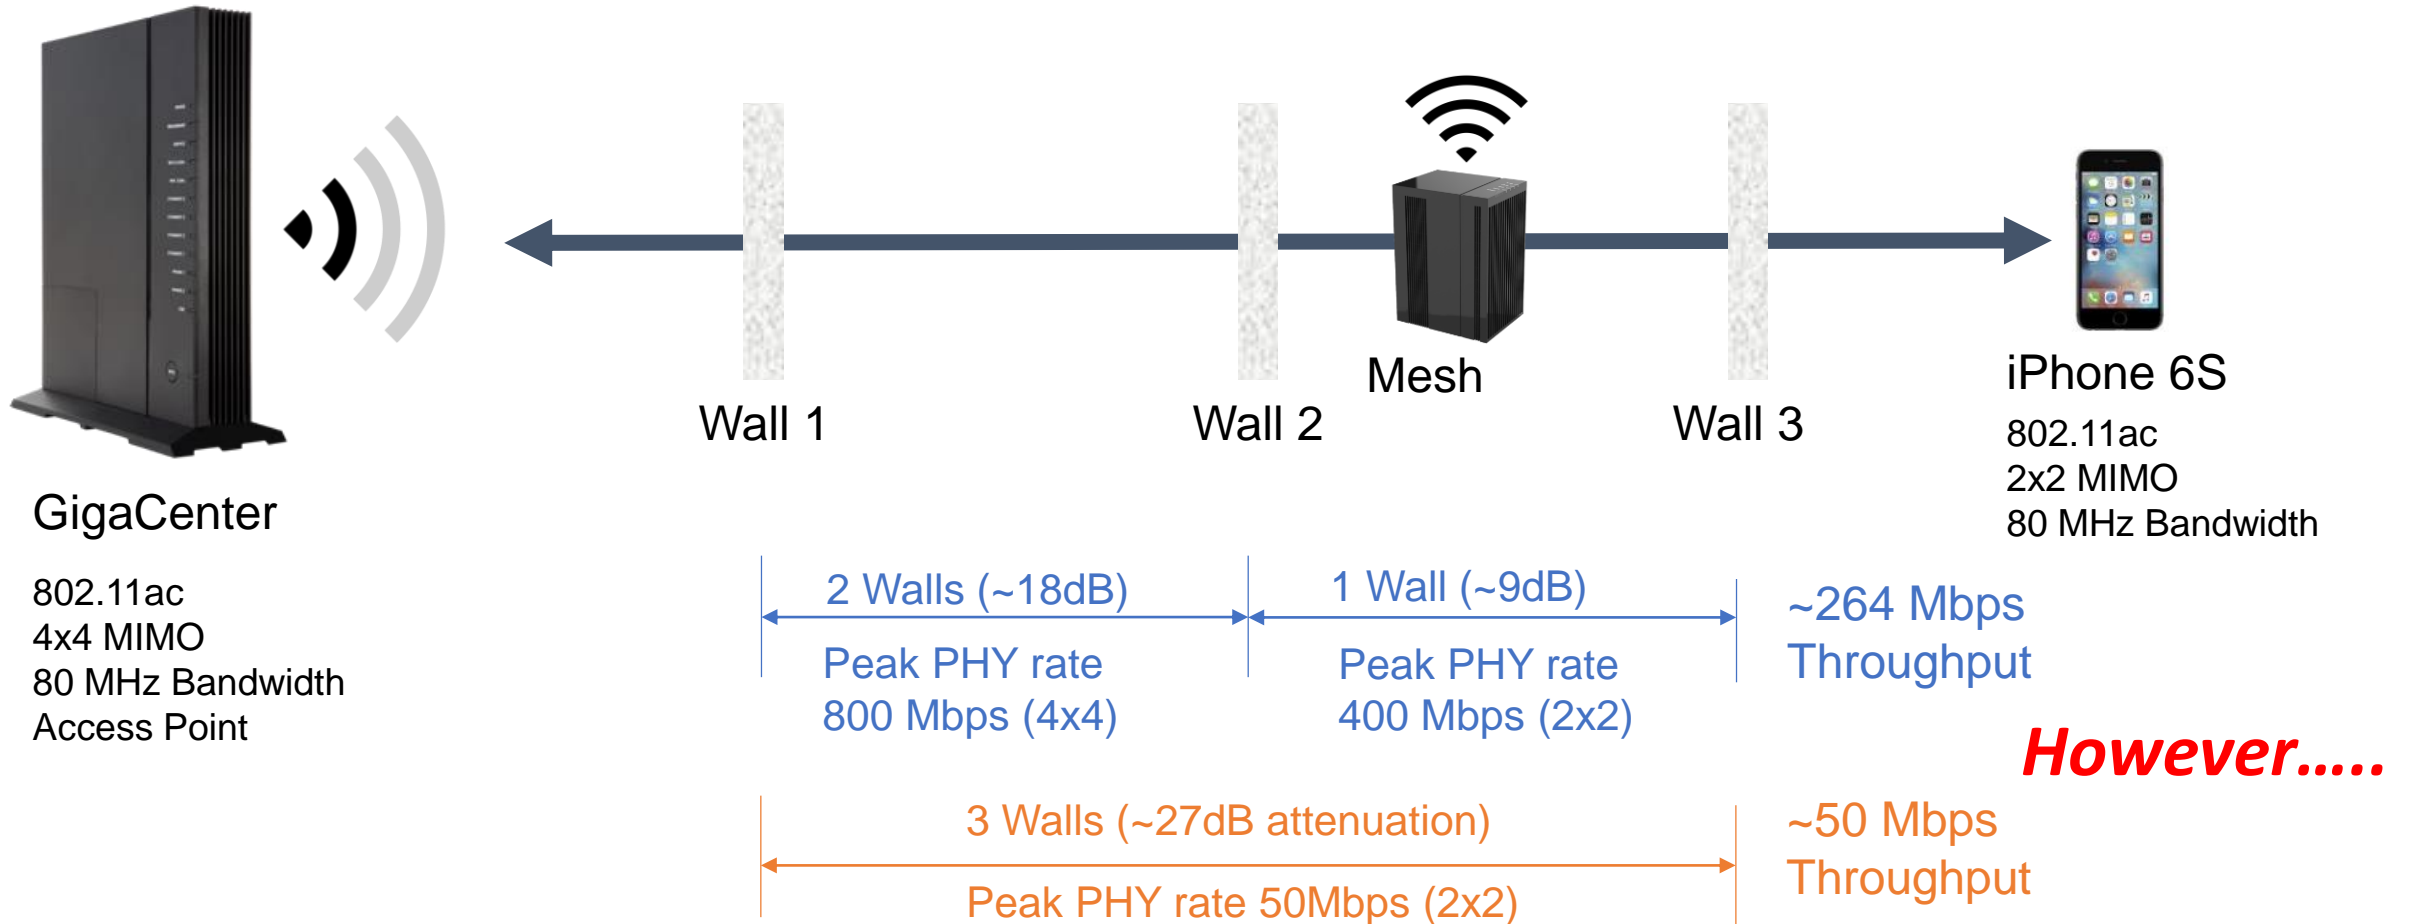 Wall 1
Wall 2
Mesh
Wall 3
GigaCenter
802.11ac
4x4 MIMO
80 MHz Bandwidth
Access Point
iPhone 6S
802.11ac
2x2 MIMO
80 MHz Bandwidth
2 Walls (~18dB)
Peak PHY rate
800 Mbps (4x4)
1 Wall (~9dB)
Peak PHY rate
400 Mbps (2x2)
~264 Mbps
Throughput
However.....
3 Walls (~27dB attenuation)
Peak PHY rate 50Mbps (2x2)
~50 Mbps
Throughput